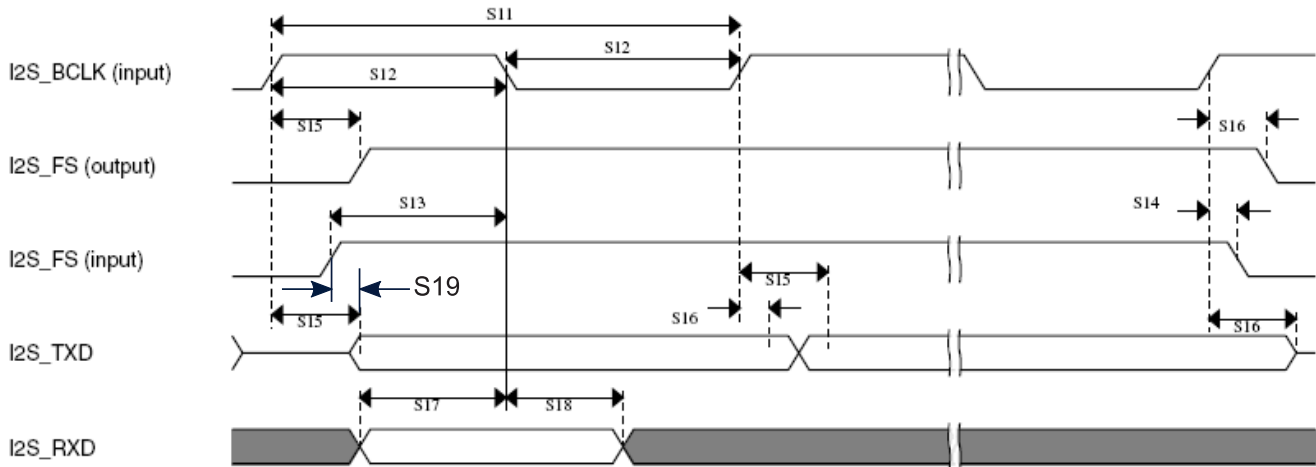 S11
I2S_BCLK (input)
S12
S12
S15
S16
I2S_FS (output)
S13
S14
I2S_FS (input)
S15
S19
S15
S16
S16
I2S_TXD
S17
S18
I2S_RXD